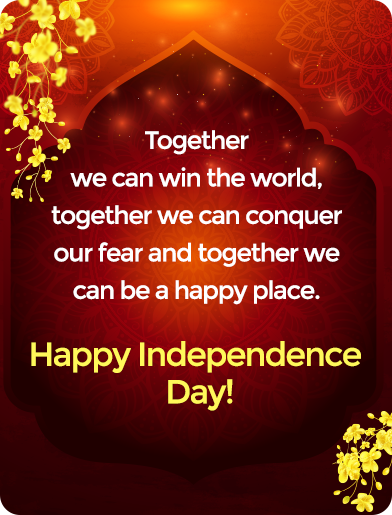 Together
we can win the world,
together we can conquer
our fear and together we
can be a happy place.
Happy Independence
Day!